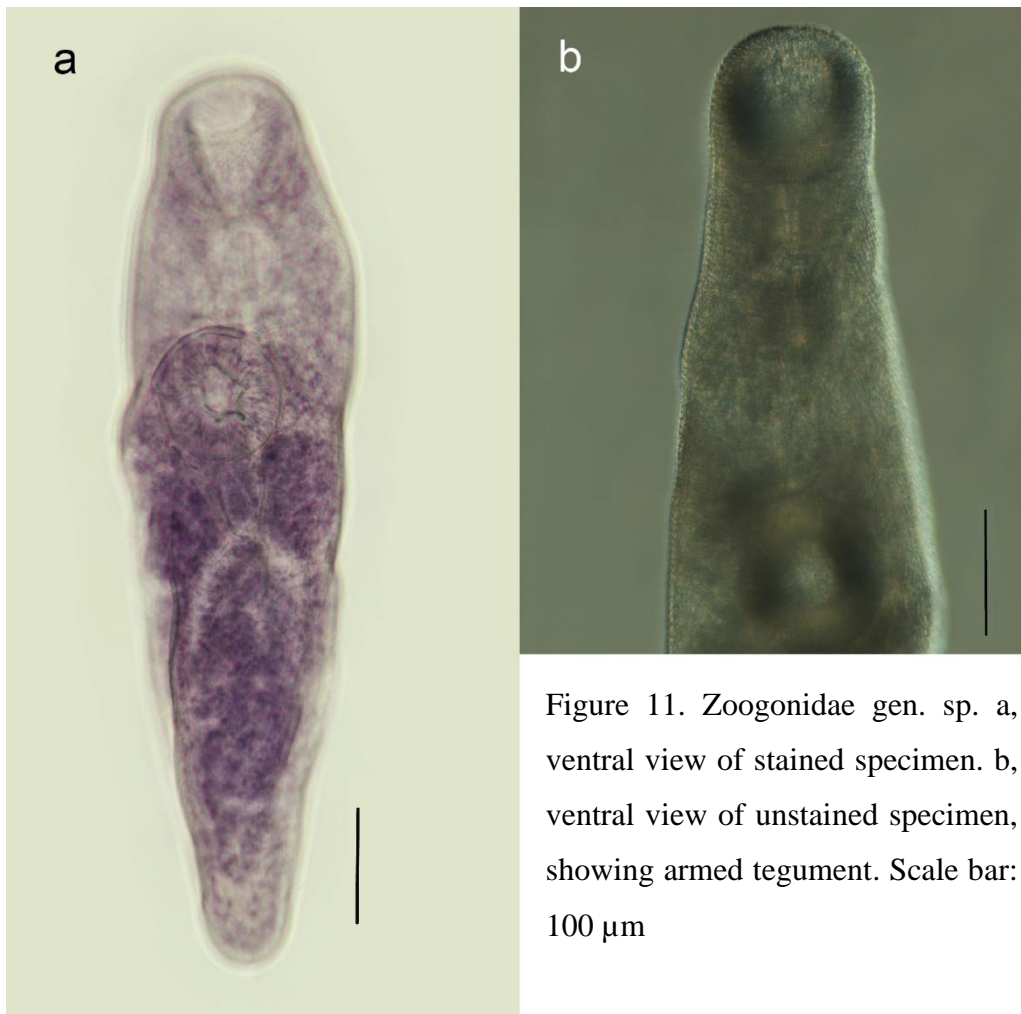 a
b
Figure 11. Zoogonidae gen. sp. a,
ventral view of stained specimen. b,
ventral view of unstained specimen,
showing armed tegument. Scale bar:
100 µm